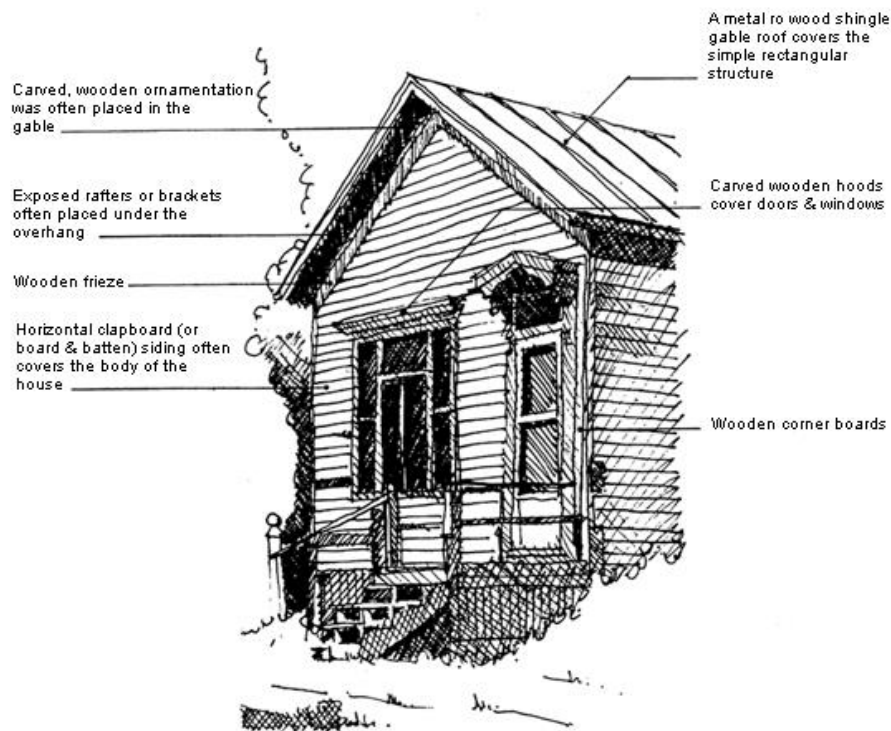 A metal ro wood shingle
gable roof covers the
simple rectangular
structure
Carved, wooden ornamentation
was often placed in the
gable
Exposed rafters or brackets
often placed under the
overhang
Carved wooden hoods
cover doors & windows
Wooden frieze
Horizontal clapboard (or
board & batten) siding often
covers the body of the
house
Wooden corner boards